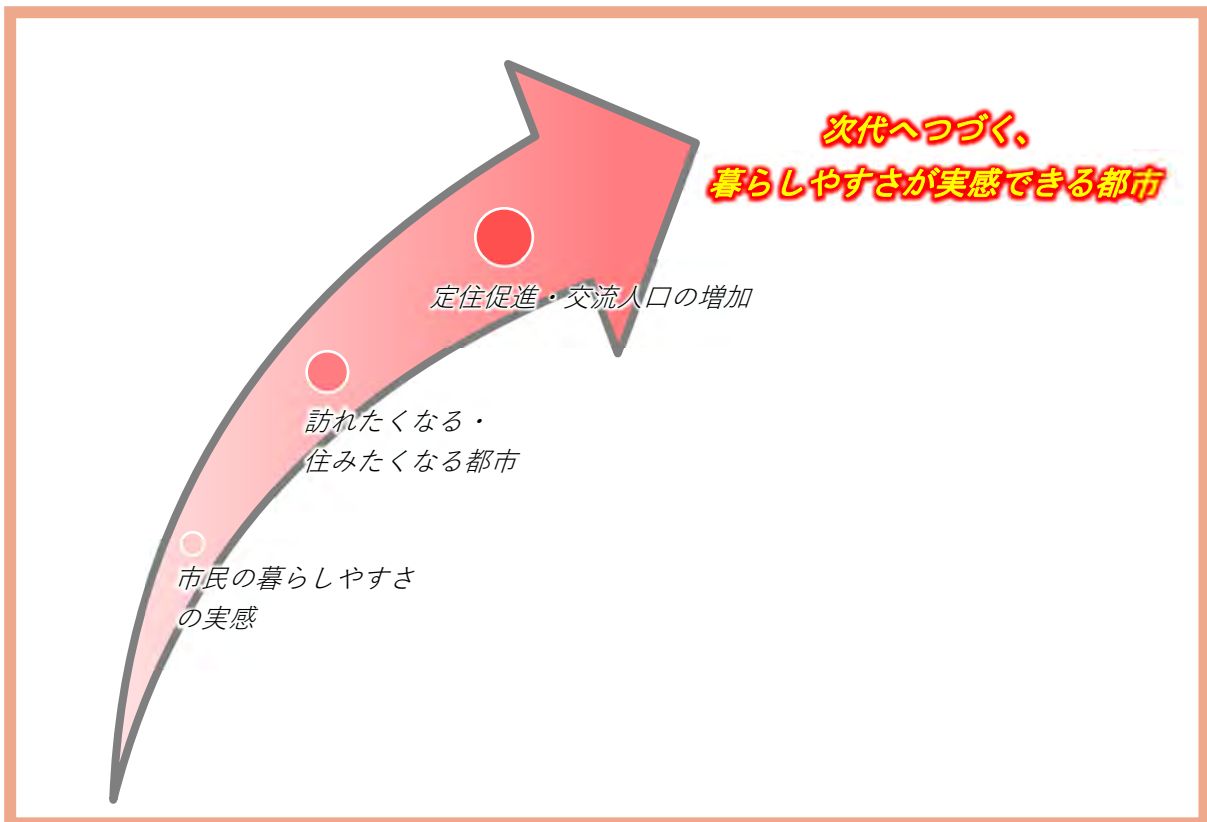 次代へつづく、
暮らしやすさが実感できる都市
定住促進・交流人口の増加
訪れたくなる・
住みたくなる都市
市民の暮らしやすさ
の実感